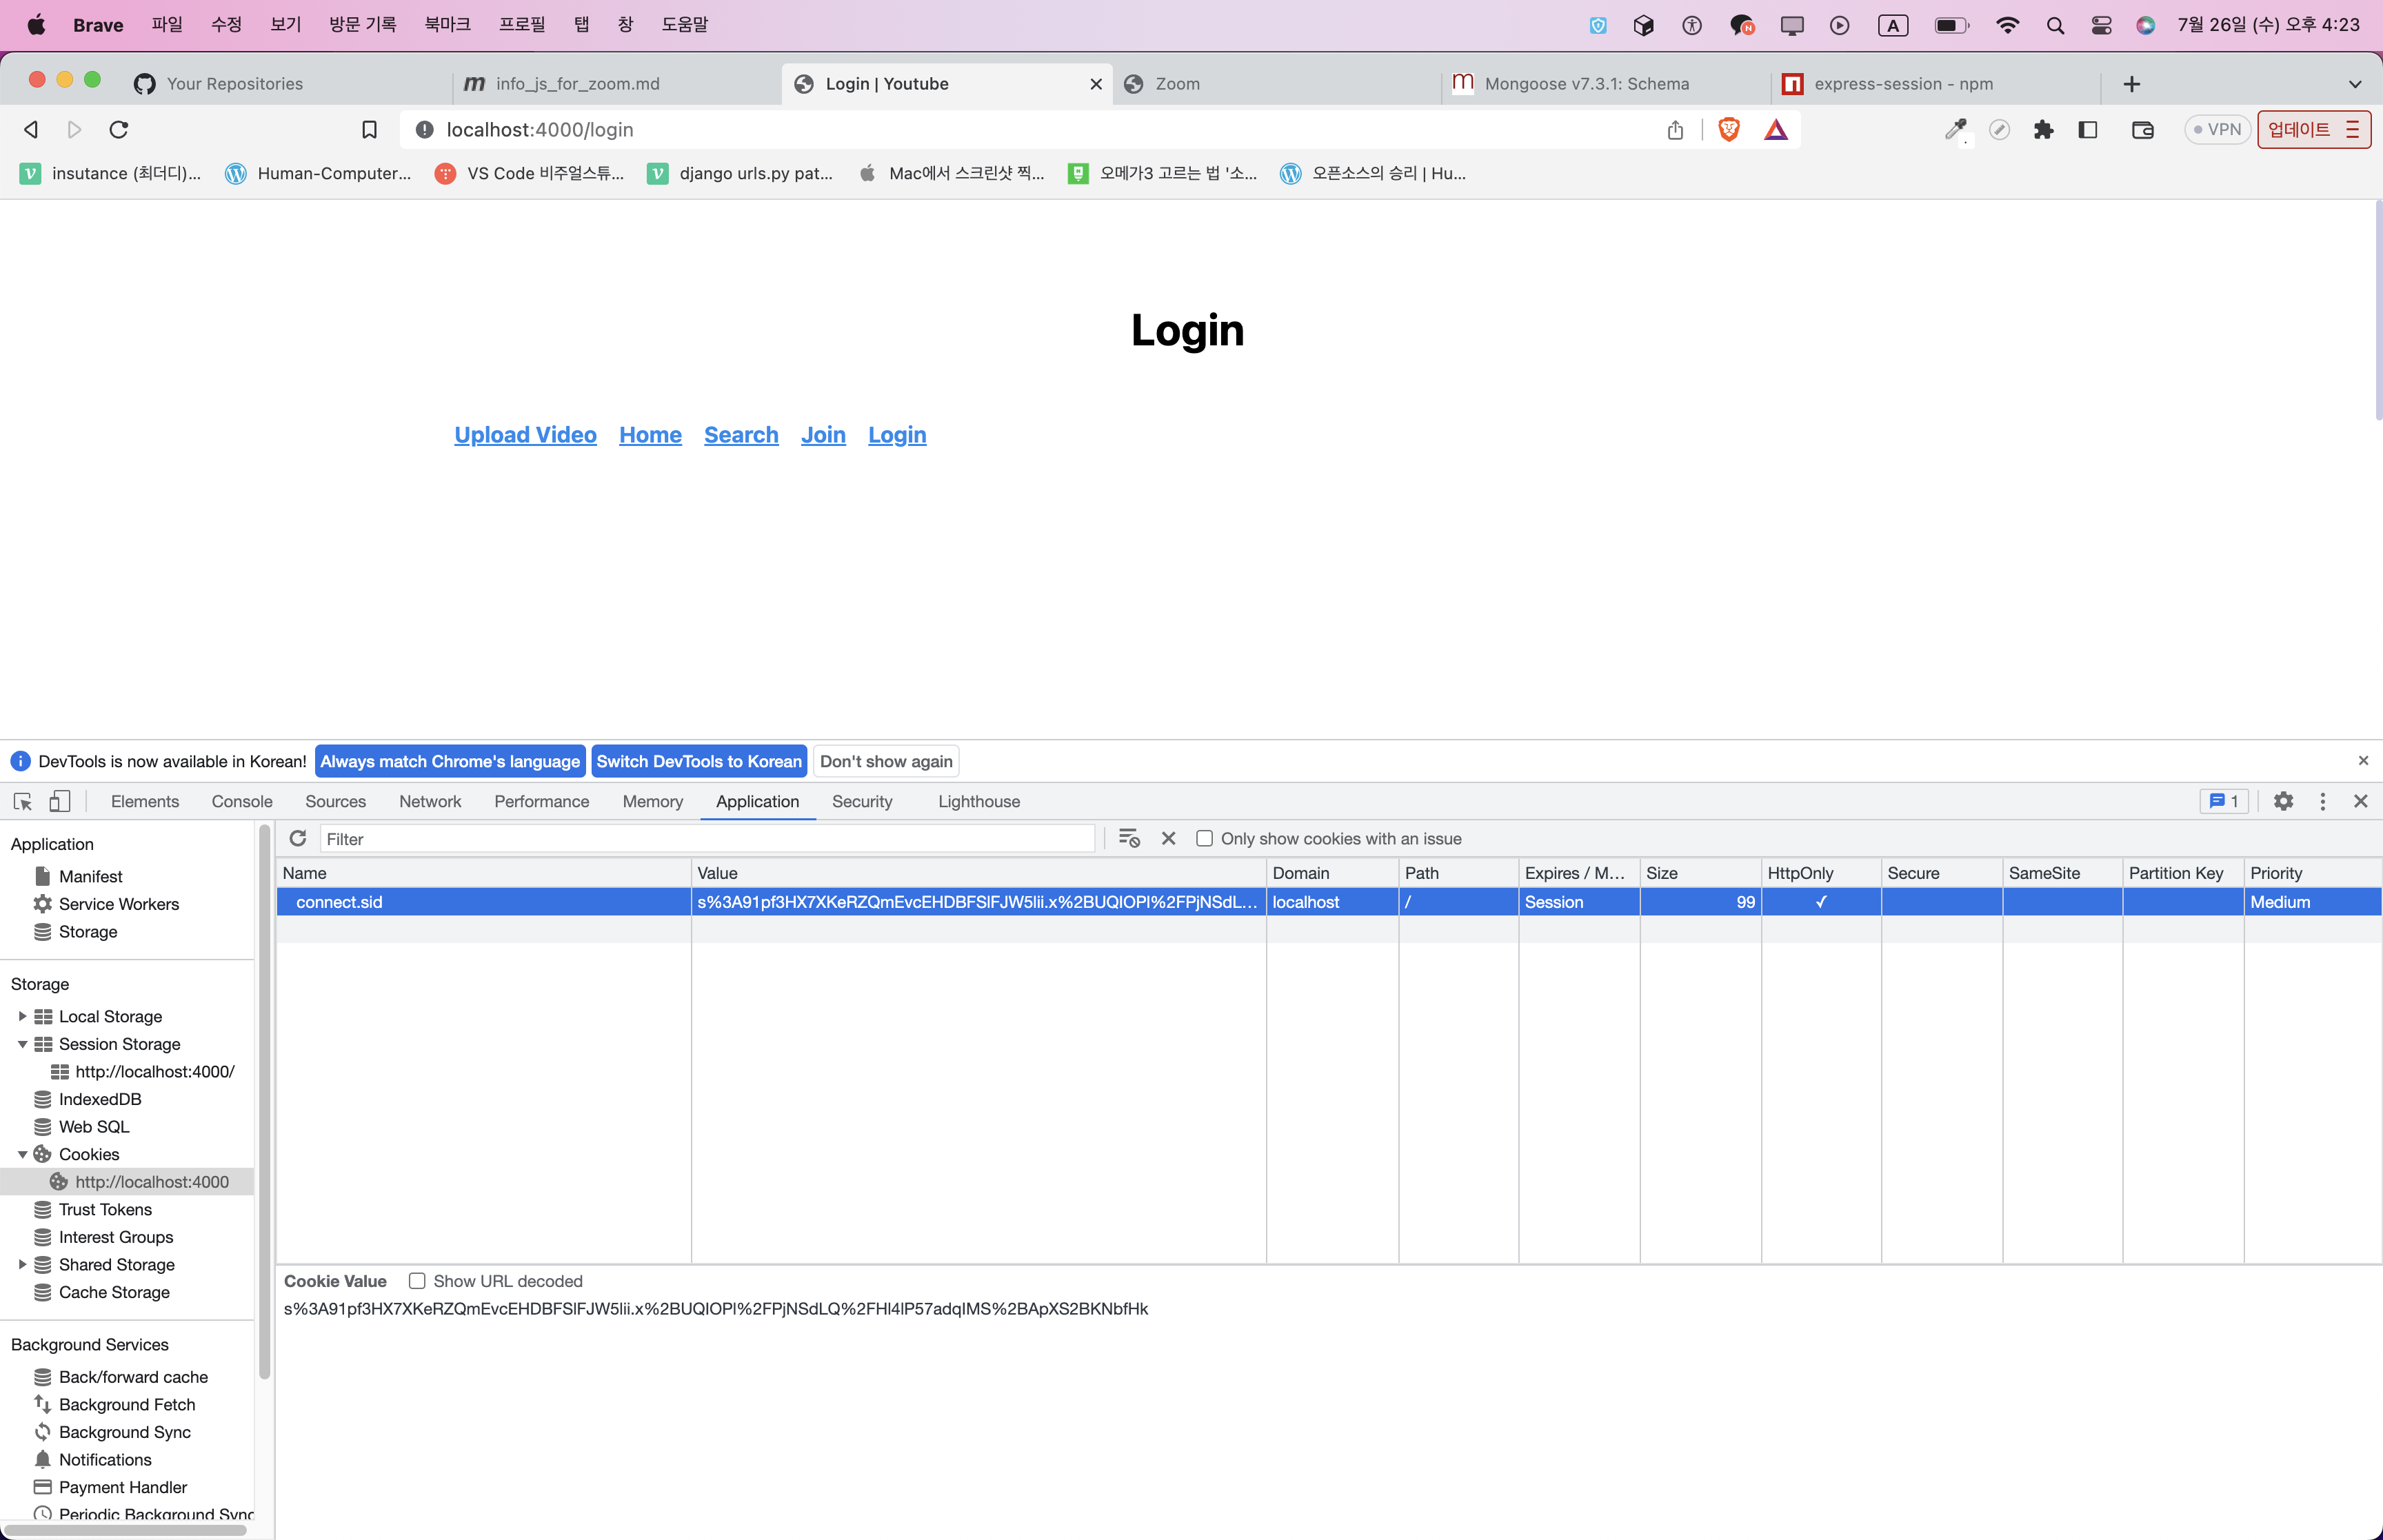 Brave 파일 수정 보기 방문 기록 북마크 프로필 탭 창 도움말 A 7월 26일 (수) 오후 4:23
Your Repositories info_js_for_zoom.md Login | Youtube Zoom Mongoose v7.3.1: Schema express-session - npm
localhost:4000/login VPN 업데이트
insutance (최더디)... Human-Computer... VS Code 비주얼스튜... django urls.py pat... Mac에서 스크린샷 찍... 오메가3 고르는 법 '소... 오픈소스의 승리 | Hu...
Login
Upload Video Home Search Join Login
DevTools is now available in Korean! Always match Chrome's language Switch DevTools to Korean Don't show again
Elements Console Sources Network Performance Memory Application Security Lighthouse 1
Application
Manifest
Service Workers
Storage
Storage
Local Storage
Session Storage
http://localhost:4000/
IndexedDB
Web SQL
Cookies
http://localhost:4000
Trust Tokens
Interest Groups
Shared Storage
Cache Storage
Background Services
Back/forward cache
Background Fetch
Background Sync
Notifications
Payment Handler
Periodic Background Sync
Filter Only show cookies with an issue
Name Value Domain Path Expires / M... Size HttpOnly Secure SameSite Partition Key Priority
connect.sid s%3A91pf3HX7XKeRZQmEvcEHDBFSlFJW5lii.x%2BUQIOPI%2FPjNSdL... localhost / Session 99 ✓ Medium
Cookie Value Show URL decoded
s%3A91pf3HX7XKeRZQmEvcEHDBFSlFJW5lii.x%2BUQIOPI%2FPjNSdLQ%2FHl4lP57adqIMS%2BApXS2BKNbfHk